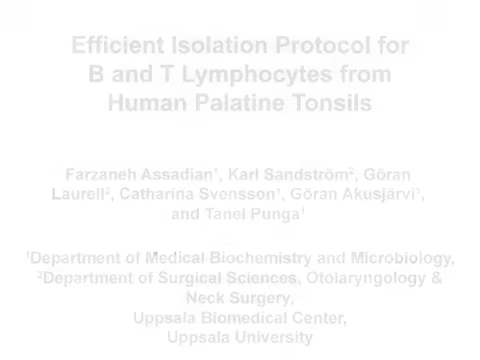 Efficient Isolation Protocol for
B and T Lymphocytes from
Human Palatine Tonsils
Farzaneh Assadian¹, Karl Sandström², Göran
Laurell², Catharina Svensson¹, Göran Akusjärvi¹,
and Tanel Punga¹
¹Department of Medical Biochemistry and Microbiology,
²Department of Surgical Sciences, Otolaryngology &
Neck Surgery,
Uppsala Biomedical Center,
Uppsala University